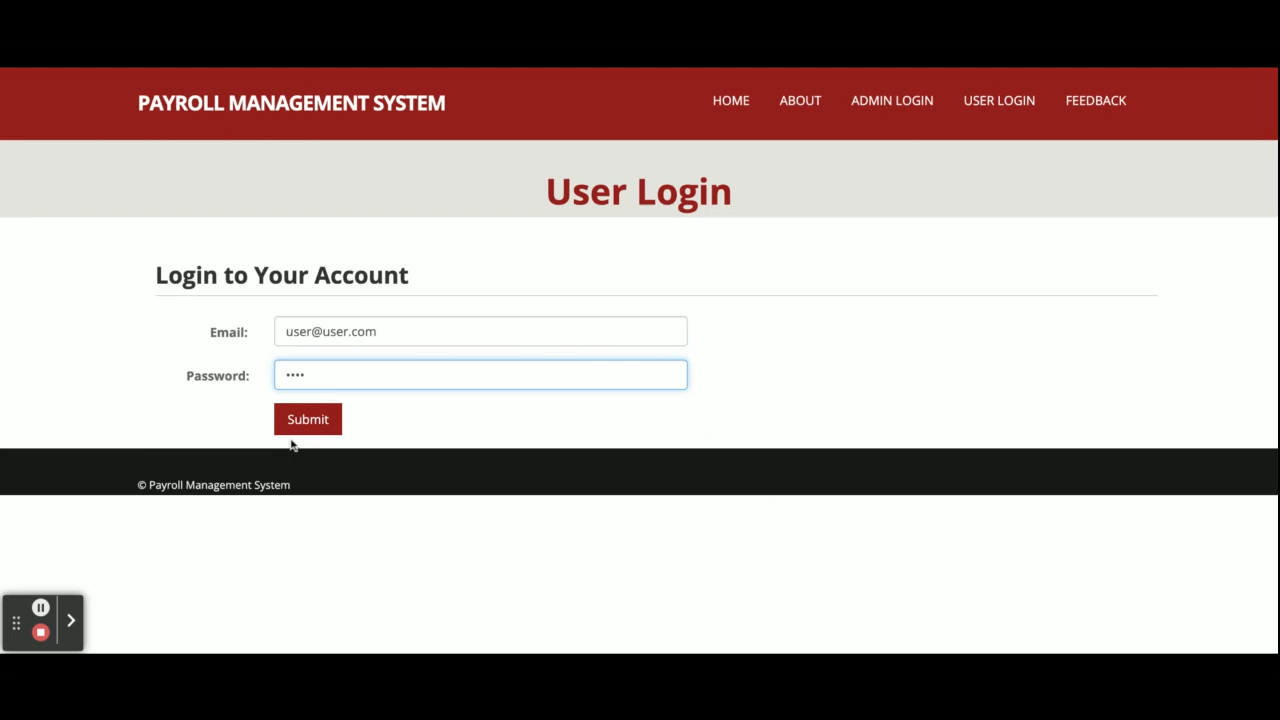 PAYROLL MANAGEMENT SYSTEM
HOME ABOUT ADMIN LOGIN USER LOGIN FEEDBACK
User Login
Login to Your Account
Email: user@user.com
Password: ••••
Submit
© Payroll Management System